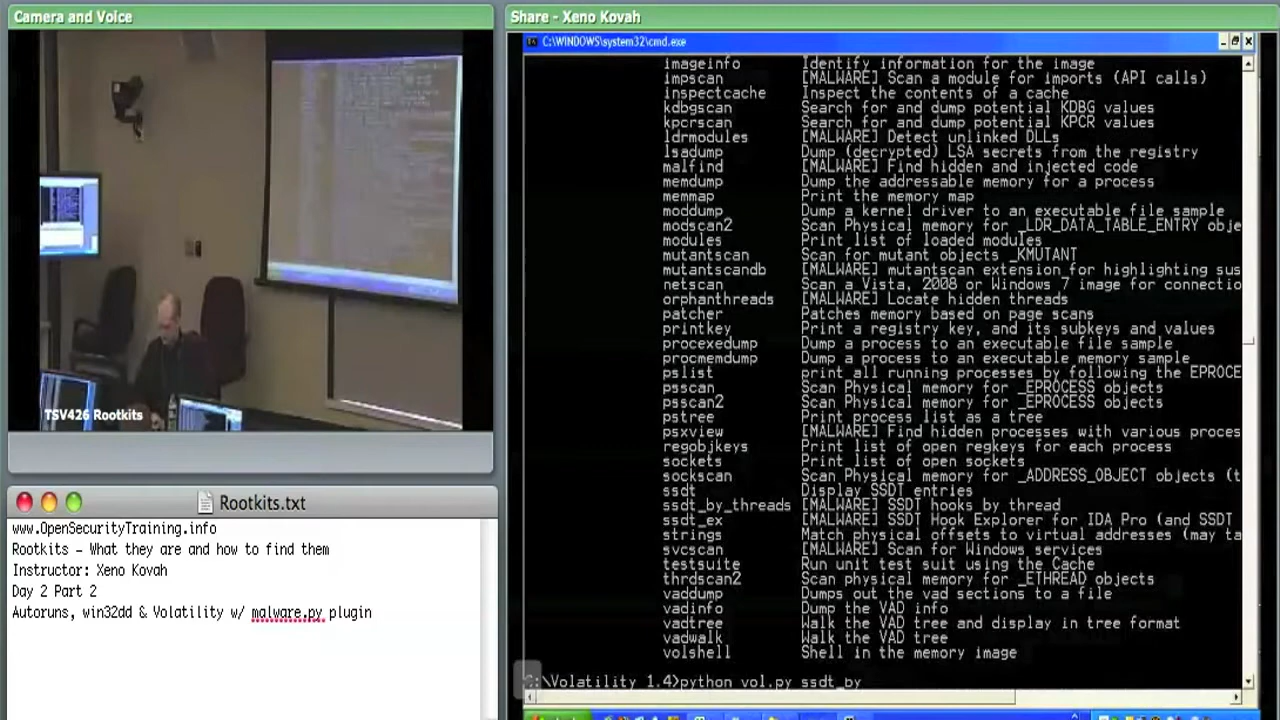 Camera and Voice
TSV426 Rootkits
Rootkits.txt
www.OpenSecurityTraining.info
Rootkits – What they are and how to find them
Instructor: Xeno Kovah
Day 2 Part 2
Autoruns, win32dd & Volatility w/ malware.py plugin
Share - Xeno Kovah
C:\WINDOWS\system32\cmd.exe
imageinfo Identify information for the image
impscan [MALWARE] Scan a module for imports (API calls)
inspectcache Inspect the contents of a cache
kdbgscan Search for and dump potential KDBG values
kpcrscan Search for and dump potential KPCR values
ldrmodules [MALWARE] Detect unlinked DLLs
lsadump Dump (decrypted) LSA secrets from the registry
malfind [MALWARE] Find hidden and injected code
memdump Dump the addressable memory for a process
memmap Print the memory map
moddump Dump a kernel driver to an executable file sample
modscan2 Scan Physical memory for _LDR_DATA_TABLE_ENTRY obje
modules Print list of loaded modules
mutantscan Scan for mutant objects _KMUTANT
mutantscandb [MALWARE] mutantscan extension for highlighting sus
netscan Scan a Vista, 2008 or Windows 7 image for connectio
orphanthreads [MALWARE] Locate hidden threads
patcher Patches memory based on page scans
printkey Print a registry key, and its subkeys and values
procexedump Dump a process to an executable file sample
procmemdump Dump a process to an executable memory sample
pslist print all running processes by following the EPROCE
psscan Scan Physical memory for _EPROCESS objects
psscan2 Scan Physical memory for _EPROCESS objects
pstree Print process list as a tree
psxview [MALWARE] Find hidden processes with various proces
regobjkeys Print list of open regkeys for each process
sockets Print list of open sockets
sockscan Scan Physical memory for _ADDRESS_OBJECT objects (t
ssdt Display SSDT entries
ssdt_by_threads [MALWARE] SSDT hooks by thread
ssdt_ex [MALWARE] SSDT Hook Explorer for IDA Pro (and SSDT
strings Match physical offsets to virtual addresses (may ta
svcscan [MALWARE] Scan for Windows services
testsuite Run unit test suit using the Cache
thrdscan2 Scan physical memory for _ETHREAD objects
vaddump Dumps out the vad sections to a file
vadinfo Dump the VAD info
vadtree Walk the VAD tree and display in tree format
vadwalk Walk the VAD tree
volshell Shell in the memory image
:\Volatility 1.4>python vol.py ssdt_by